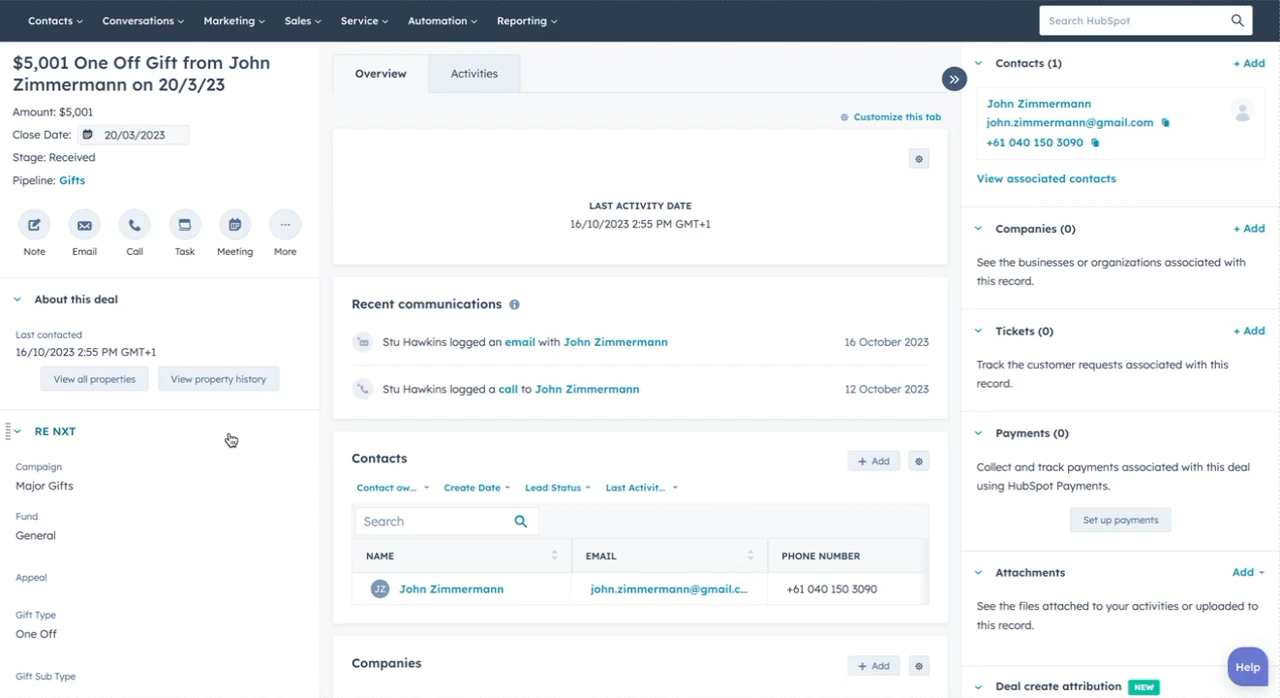 Contacts Conversations Marketing Sales Service Automation Reporting
Search HubSpot
$5,001 One Off Gift from John
Zimmermann on 20/3/23
Amount: $5,001
Close Date: 20/03/2023
Stage: Received
Pipeline: Gifts
Note Email Call Task Meeting More
About this deal
Last contacted
16/10/2023 2:55 PM GMT+1
View all properties View property history
RE NXT
Campaign
Major Gifts
Fund
General
Appeal
Gift Type
One Off
Gift Sub Type
Overview Activities
Customize this tab
LAST ACTIVITY DATE
16/10/2023 2:55 PM GMT+1
Recent communications
Stu Hawkins logged an email with John Zimmermann 16 October 2023
Stu Hawkins logged a call to John Zimmermann 12 October 2023
Contacts
+ Add
Contact ow... Create Date Lead Status Last Activit...
Search
NAME EMAIL PHONE NUMBER
JZ John Zimmermann john.zimmermann@gmail.c... +61 040 150 3090
Companies
+ Add
Contacts (1) + Add
John Zimmermann
john.zimmermann@gmail.com
+61 040 150 3090
View associated contacts
Companies (0) + Add
See the businesses or organizations associated with
this record.
Tickets (0) + Add
Track the customer requests associated with this
record.
Payments (0)
Collect and track payments associated with this deal
using HubSpot Payments.
Set up payments
Attachments Add
See the files attached to your activities or uploaded to
this record.
Help
Deal create attribution NEW